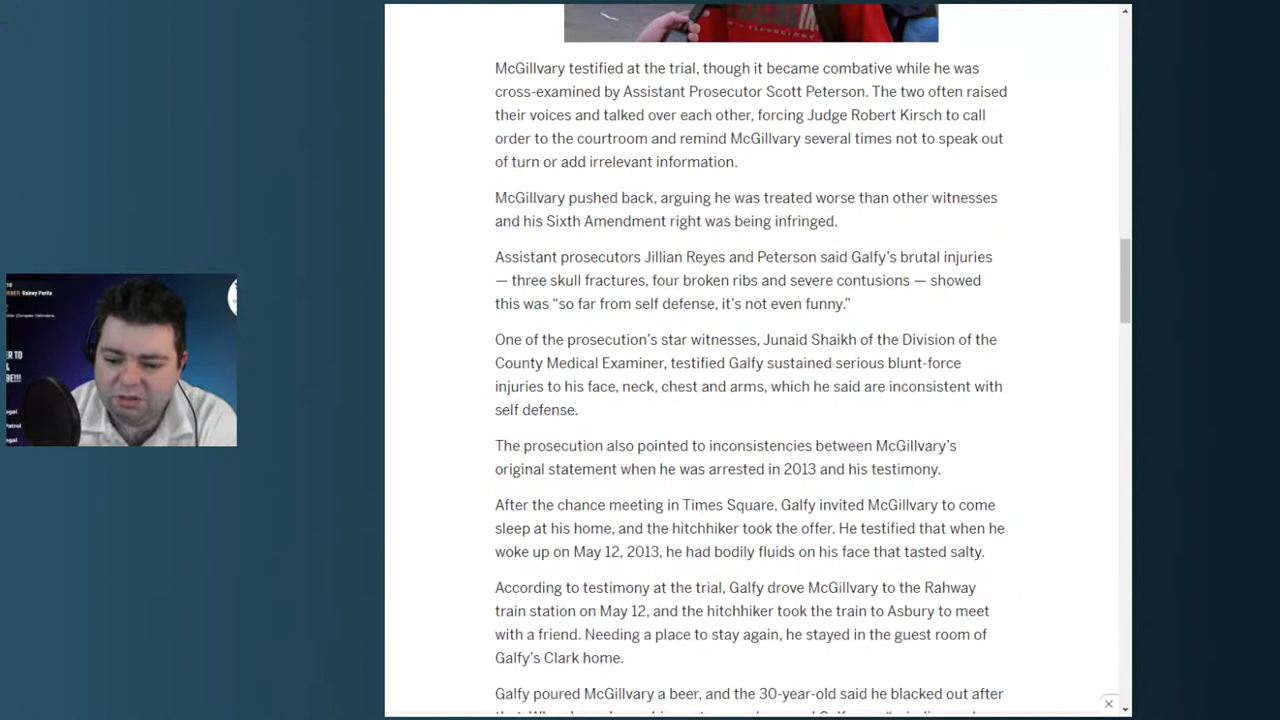 McGillvary testified at the trial, though it became combative while he was
cross-examined by Assistant Prosecutor Scott Peterson. The two often raised
their voices and talked over each other, forcing Judge Robert Kirsch to call
order to the courtroom and remind McGillvary several times not to speak out
of turn or add irrelevant information.
McGillvary pushed back, arguing he was treated worse than other witnesses
and his Sixth Amendment right was being infringed.
Assistant prosecutors Jillian Reyes and Peterson said Galfy’s brutal injuries
— three skull fractures, four broken ribs and severe contusions — showed
this was “so far from self defense, it’s not even funny.”
One of the prosecution’s star witnesses, Junaid Shaikh of the Division of the
County Medical Examiner, testified Galfy sustained serious blunt-force
injuries to his face, neck, chest and arms, which he said are inconsistent with
self defense.
The prosecution also pointed to inconsistencies between McGillvary’s
original statement when he was arrested in 2013 and his testimony.
After the chance meeting in Times Square, Galfy invited McGillvary to come
sleep at his home, and the hitchhiker took the offer. He testified that when he
woke up on May 12, 2013, he had bodily fluids on his face that tasted salty.
According to testimony at the trial, Galfy drove McGillvary to the Rahway
train station on May 12, and the hitchhiker took the train to Asbury to meet
with a friend. Needing a place to stay again, he stayed in the guest room of
Galfy’s Clark home.
Galfy poured McGillvary a beer, and the 30-year-old said he blacked out after